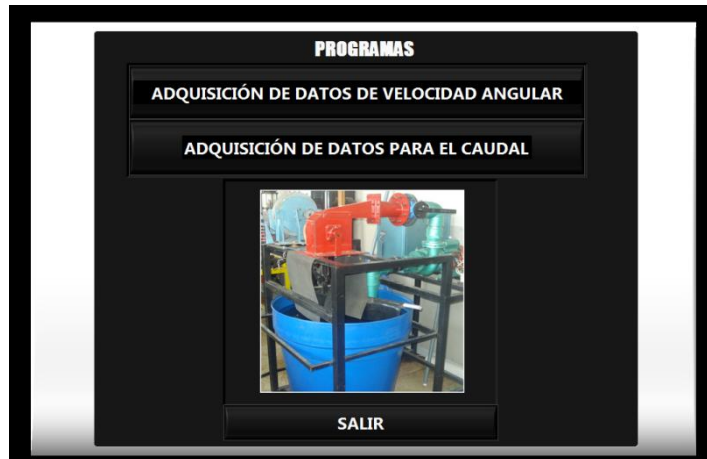 PROGRAMAS
ADQUISICIÓN DE DATOS DE VELOCIDAD ANGULAR
ADQUISICIÓN DE DATOS PARA EL CAUDAL
SALIR